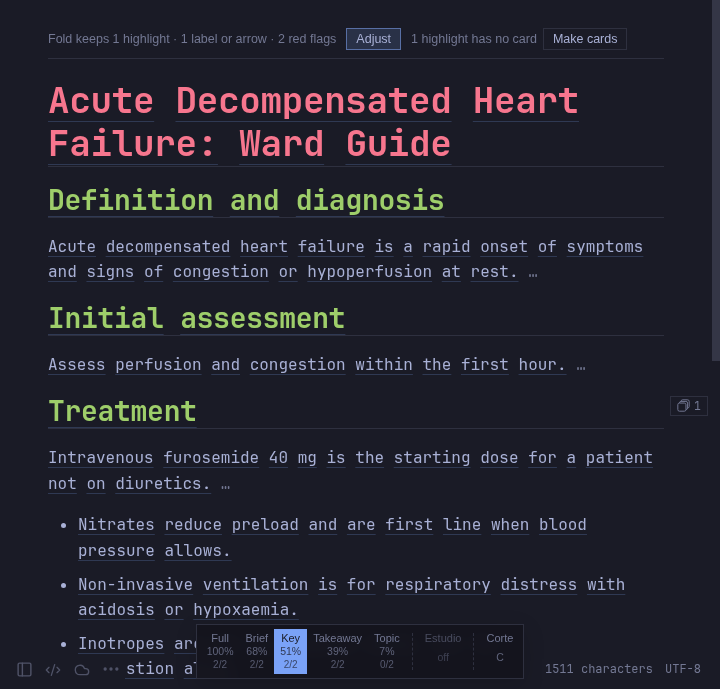 Fold keeps 1 highlight · 1 label or arrow · 2 red flags Adjust 1 highlight has no card Make cards
Acute Decompensated Heart
Failure: Ward Guide
Definition and diagnosis
Acute decompensated heart failure is a rapid onset of symptoms
and signs of congestion or hypoperfusion at rest. …
Initial assessment
Assess perfusion and congestion within the first hour. …
Treatment
1
Intravenous furosemide 40 mg is the starting dose for a patient
not on diuretics. …
• Nitrates reduce preload and are first line when blood
pressure allows.
• Non-invasive ventilation is for respiratory distress with
acidosis or hypoxaemia.
• Inotropes
stion
Full Brief Key Takeaway Topic Estudio Corte
100% 68% 51% 39% 7% off C
2/2 2/2 2/2 2/2 0/2
1511 characters UTF-8